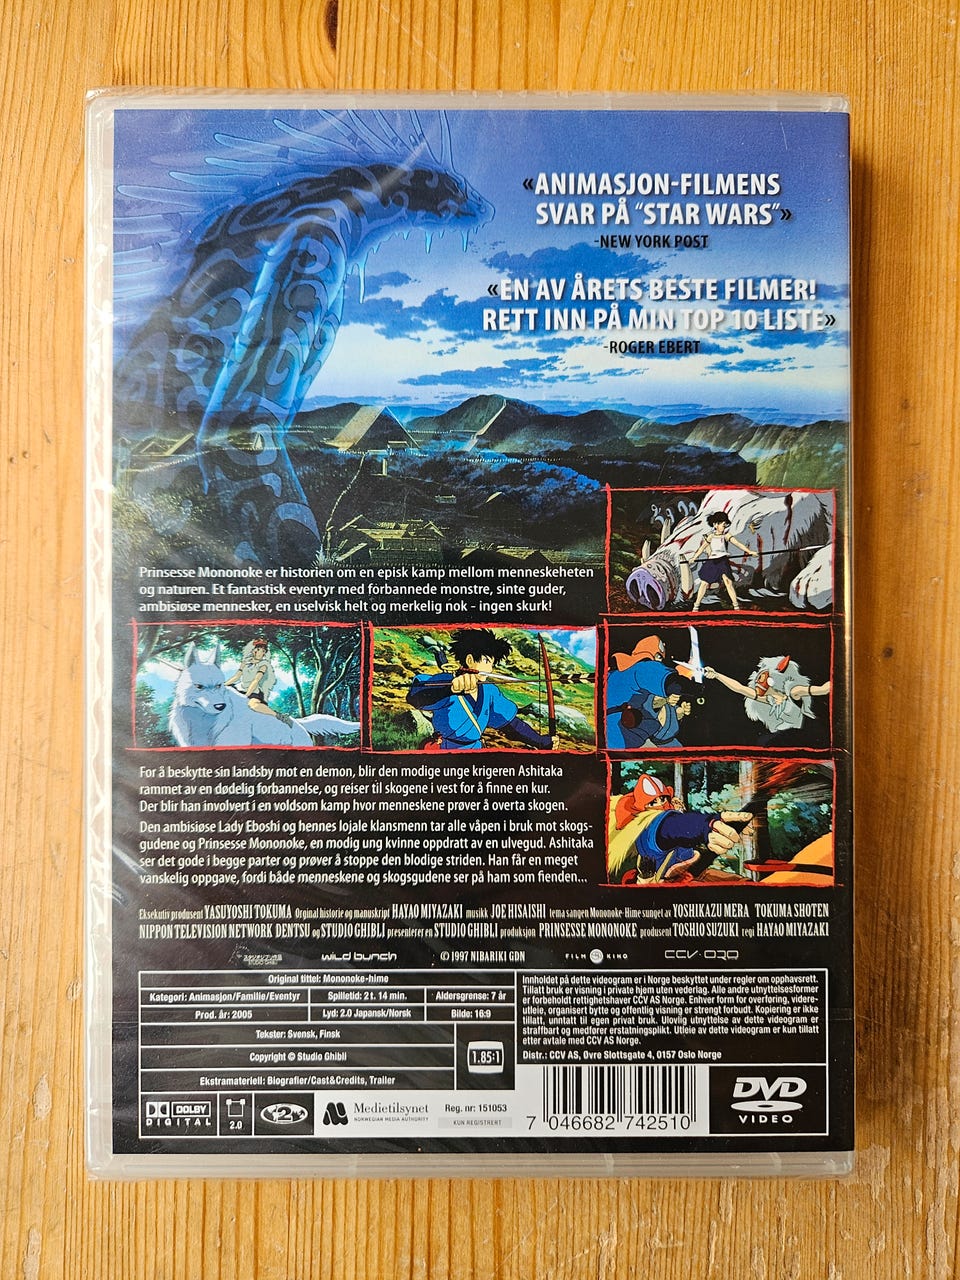 «ANIMASJON-FILMENS
SVAR PÅ "STAR WARS"»
-NEW YORK POST
«EN AV ÅRETS BESTE FILMER!
RETT INN PÅ MIN TOP 10 LISTE»
-ROGER EBERT
Prinsesse Mononoke er historien om en episk kamp mellom menneskeheten
og naturen. Et fantastisk eventyr med forbannede monstre, sinte guder,
ambisiøse mennesker, en uselvisk helt og merkelig nok - ingen skurk!
For å beskytte sin landsby mot en demon, blir den modige unge krigeren Ashitaka
rammet av en dødelig forbannelse, og reiser til skogene i vest for å finne en kur.
Der blir han involvert i en voldsom kamp hvor menneskene prøver å overta skogen.
Den ambisiøse Lady Eboshi og hennes lojale klansmenn tar alle våpen i bruk mot skogs-
gudene og Prinsesse Mononoke, en modig ung kvinne oppdratt av en ulvegud. Ashitaka
ser det gode i begge parter og prøver å stoppe den blodige striden. Han får en meget
vanskelig oppgave, fordi både menneskene og skogsgudene ser på ham som fienden...
Eksekutiv produsent YASUYOSHI TOKUMA Orginal historie og manuskript HAYAO MIYAZAKI musikk JOE HISAISHI tema sangen Mononoke-Hime sunget av YOSHIKAZU MERA TOKUMA SHOTEN
NIPPON TELEVISION NETWORK DENTSU og STUDIO GHIBLI presenterer en STUDIO GHIBLI produksjon PRINSESSE MONONOKE produsent TOSHIO SUZUKI regi HAYAO MIYAZAKI
スタジオジブリ作品
STUDIO GHIBLI
wild bunch
© 1997 NIBARIKI GDN
FILM KINO
CCV·
Original tittel: Mononoke-hime
Kategori: Animasjon/Familie/Eventyr
Spilletid: 2 t. 14 min.
Aldersgrense: 7 år
Prod. år: 2005
Lyd: 2.0 Japansk/Norsk
Bilde: 16:9
Tekster: Svensk, Finsk
Copyright © Studio Ghibli
1.85:1
Ekstramateriell: Biografier/Cast&Credits, Trailer
Innholdet på dette videogram er i Norge beskyttet under regler om opphavsrett.
Tillatt bruk er visning i private hjem uten vederlag. Alle andre utnyttelsesformer
er forbeholdt rettighetshaver CCV AS Norge. Enhver form for overføring, videre-
utleie, organisert bytte og offentlig visning er strengt forbudt. Kopiering er ikke
tillatt, unntatt til egen privat bruk. Ulovlig utnyttelse av dette videogram er
straffbart og medfører erstatningsplikt. Utleie av dette videogram er kun tillatt
etter avtale med CCV AS.
Distr.: CCV AS, Øvre Slottsgate 4, 0157 Oslo Norge
DOLBY
DIGITAL
2.0
2
Medietilsynet
NORWEGIAN MEDIA AUTHORITY
Reg. nr: 151053
KUN REGISTRERT
7 046682 742510
DVD
VIDEO